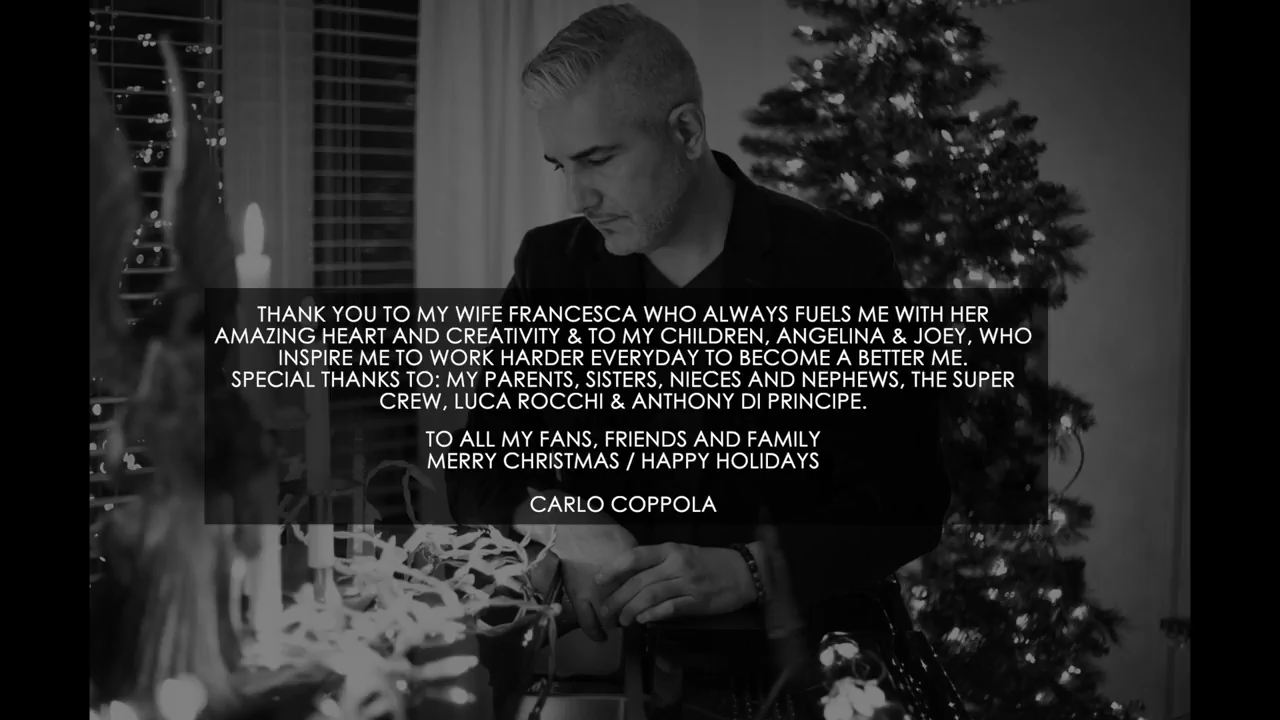 THANK YOU TO MY WIFE FRANCESCA WHO ALWAYS FUELS ME WITH HER
AMAZING HEART AND CREATIVITY & TO MY CHILDREN, ANGELINA & JOEY, WHO
INSPIRE ME TO WORK HARDER EVERYDAY TO BECOME A BETTER ME.
SPECIAL THANKS TO: MY PARENTS, SISTERS, NIECES AND NEPHEWS, THE SUPER
CREW, LUCA ROCCHI & ANTHONY DI PRINCIPE.
TO ALL MY FANS, FRIENDS AND FAMILY
MERRY CHRISTMAS / HAPPY HOLIDAYS
CARLO COPPOLA